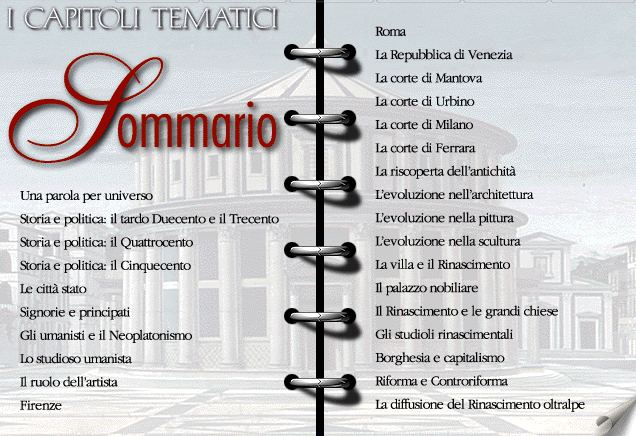 I CAPITOLI TEMATICI
Sommario
Una parola per universo
Storia e politica: il tardo Duecento e il Trecento
Storia e politica: il Quattrocento
Storia e politica: il Cinquecento
Le città stato
Signorie e principati
Gli umanisti e il Neoplatonismo
Lo studioso umanista
Il ruolo dell'artista
Firenze
Roma
La Repubblica di Venezia
La corte di Mantova
La corte di Urbino
La corte di Milano
La corte di Ferrara
La riscoperta dell'antichità
L'evoluzione nell'architettura
L'evoluzione nella pittura
L'evoluzione nella scultura
La villa e il Rinascimento
Il palazzo nobiliare
Il Rinascimento e le grandi chiese
Gli studioli rinascimentali
Borghesia e capitalismo
Riforma e Controriforma
La diffusione del Rinascimento oltralpe